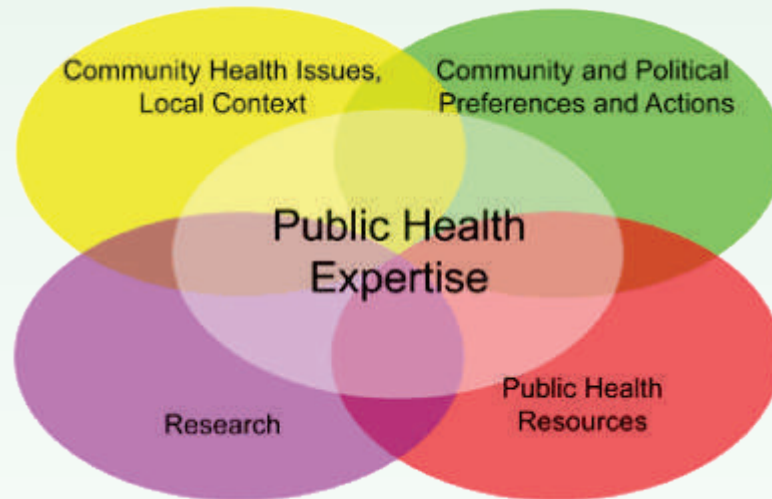 Community Health Issues,
Local Context
Community and Political
Preferences and Actions
Public Health
Expertise
Research
Public Health
Resources